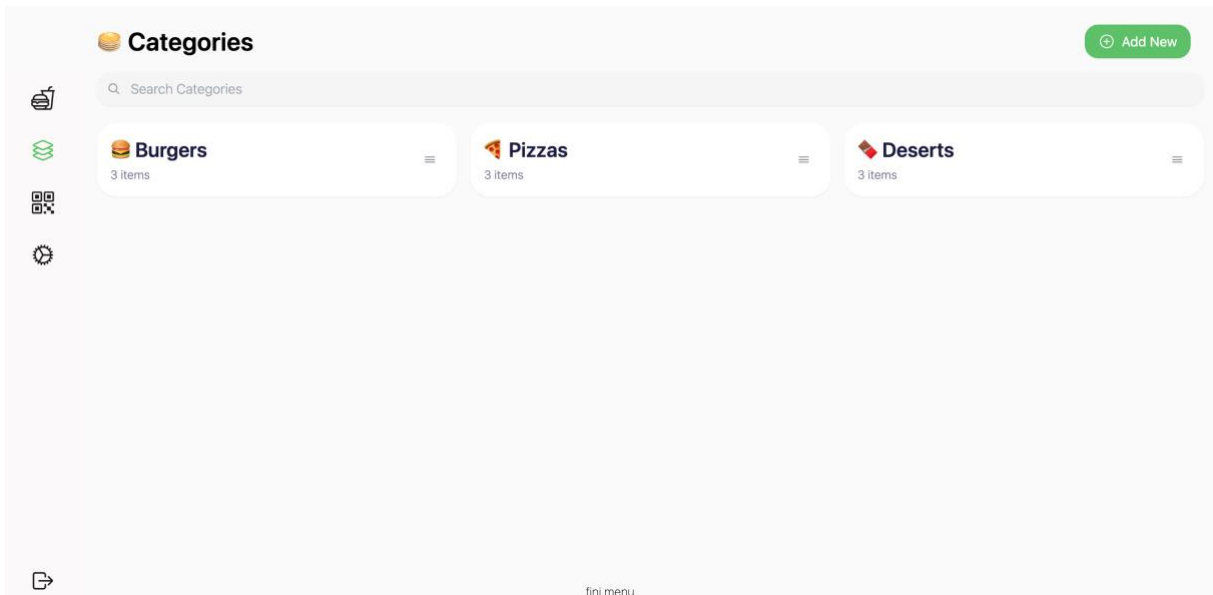 Categories
Add New
Search Categories
Burgers
3 items
Pizzas
3 items
Deserts
3 items
fini menu